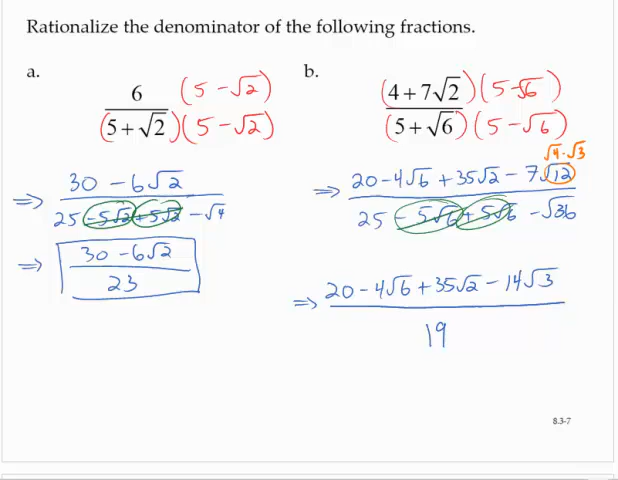 Rationalize the denominator of the following fractions.
a.
6 (5 - √2)
(5 + √2)(5 - √2)
⇒ 30 - 6√2
25 - 5√2 + 5√2 - √4
⇒ 30 - 6√2
23
b.
(4 + 7√2)(5 - √6)
(5 + √6)(5 - √6)
√4 · √3
⇒ 20 - 4√6 + 35√2 - 7√12
25 - 5√6 + 5√6 - √36
⇒ 20 - 4√6 + 35√2 - 14√3
19
8.3-7